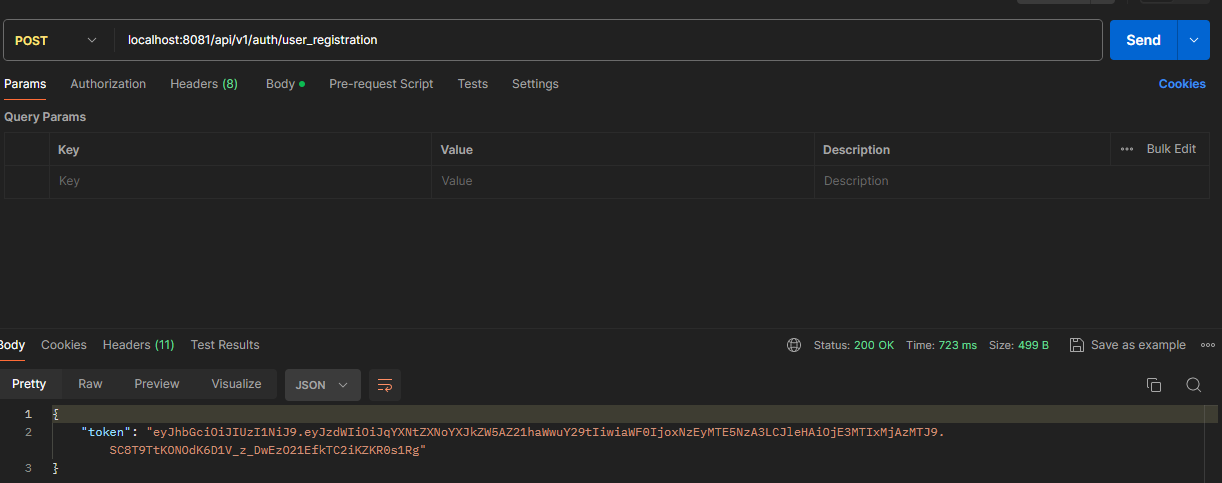 POST
localhost:8081/api/v1/auth/user_registration
Send
Params Authorization Headers (8) Body Pre-request Script Tests Settings Cookies
Query Params
Key Value Description Bulk Edit
Key Value Description
Body Cookies Headers (11) Test Results Status: 200 OK Time: 723 ms Size: 499 B Save as example
Pretty Raw Preview Visualize JSON
1 {
2 "token": "eyJhbGciOiJIUzI1NiJ9.eyJzdWIiOiJqYXNtZXNoYXJkZW5AZ21haWwuY29tIiwiaWF0IjoxNzEyMTE5NzA3LCJleHAiOjE3MTIxMjAzMTJ9.
SC8T9TtKONOdK6D1V_z_DwEzO21EfkTC2iKZKR0s1Rg"
3 }